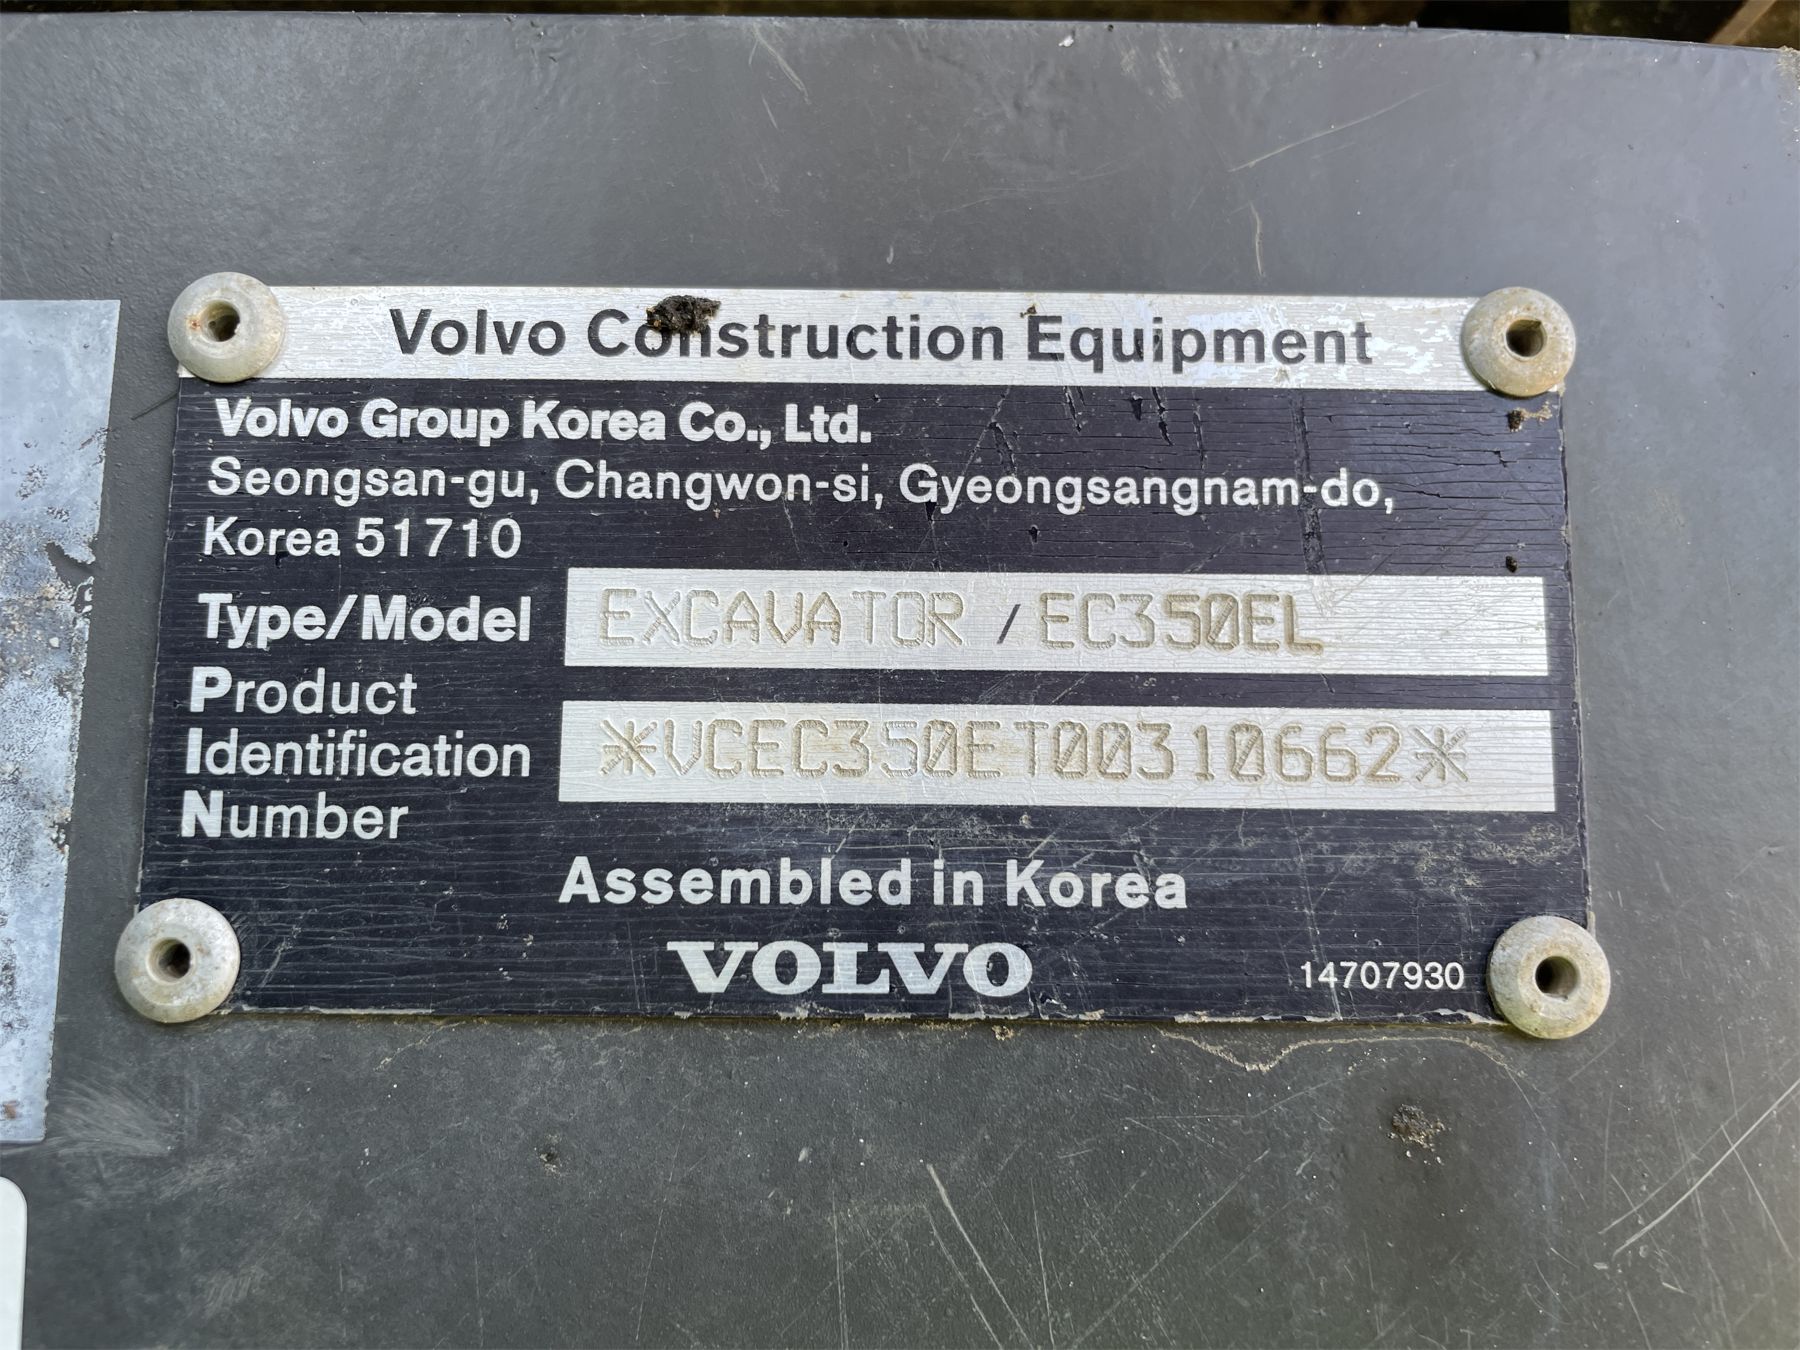 Volvo Construction Equipment
Volvo Group Korea Co., Ltd.
Seongsan-gu, Changwon-si, Gyeongsangnam-do,
Korea 51710
Type/Model EXCAVATOR / EC350EL
Product
Identification *VCEC350ET00310662*
Number
Assembled in Korea
VOLVO
14707930